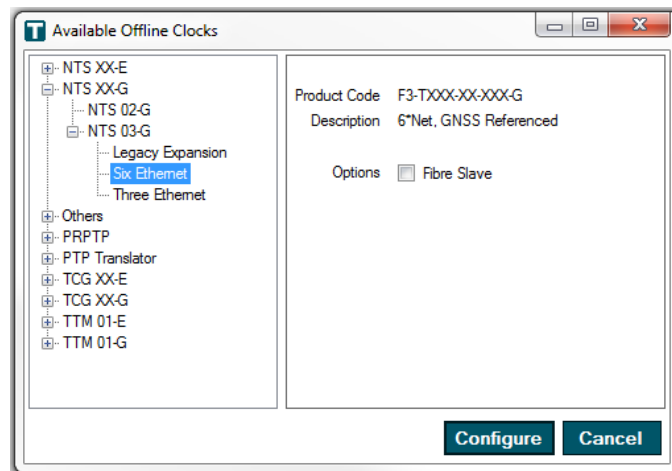 T Available Offline Clocks
NTS XX-E
NTS XX-G
NTS 02-G
NTS 03-G
Legacy Expansion
Six Ethernet
Three Ethernet
Others
PRPTP
PTP Translator
TCG XX-E
TCG XX-G
TTM 01-E
TTM 01-G
Product Code F3-TXXX-XX-XXX-G
Description 6*Net, GNSS Referenced
Options Fibre Slave
Configure Cancel